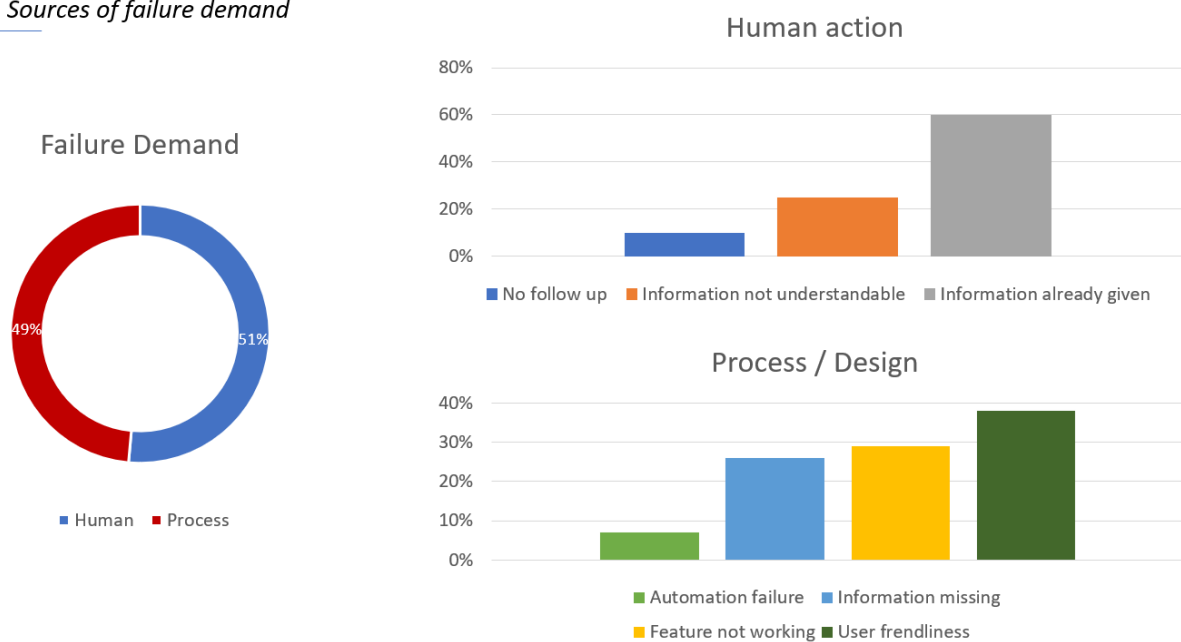 Sources of failure demand
Failure Demand
49%
51%
Human Process
Human action
80%
60%
40%
20%
0%
No follow up Information not understandable Information already given
Process / Design
40%
30%
20%
10%
0%
Automation failure Information missing
Feature not working User frendliness